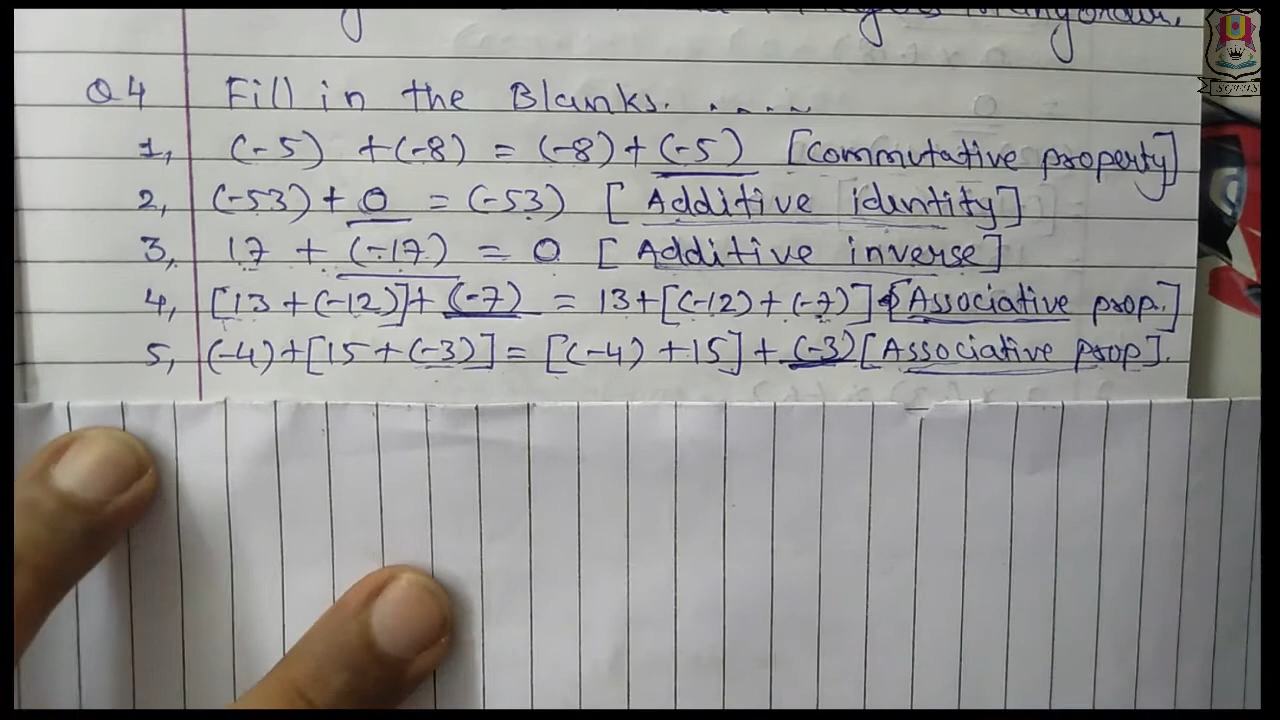 Q4 Fill in the Blanks. . . . .
1, (-5) + (-8) = (-8) + (-5) [Commutative property]
2, (-53) + 0 = (-53) [Additive identity]
3, 17 + (-17) = 0 [Additive inverse]
4, [13 + (-12)] + (-7) = 13 + [(-12) + (-7)] [Associative prop.]
5, (-4) + [15 + (-3)] = [(-4) + 15] + (-3) [Associative prop].